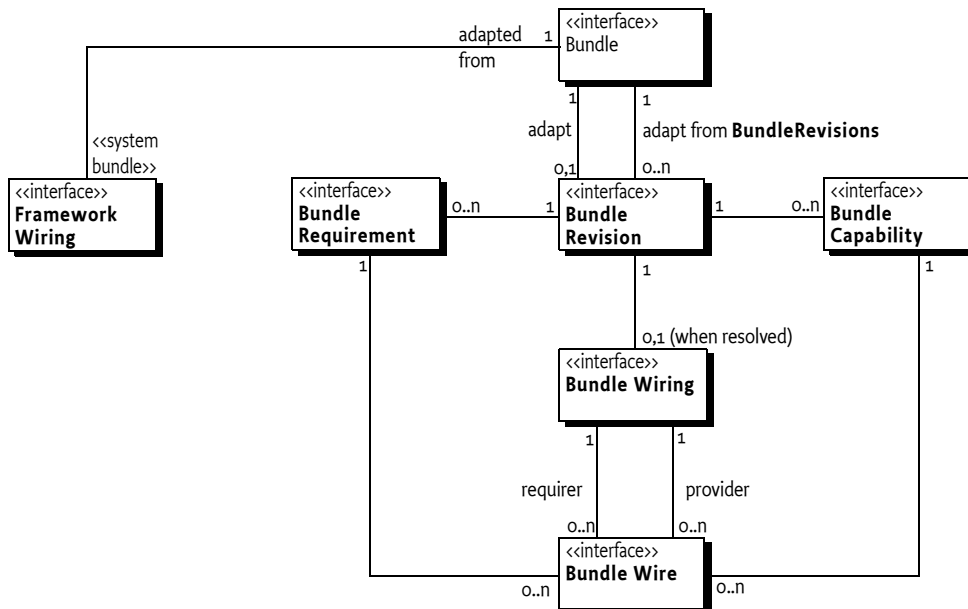 <<interface>>
Bundle
adapted
from
1
1
1
adapt
adapt from BundleRevisions
<<system
bundle>>
0,1
0..n
<<interface>>
Framework
Wiring
<<interface>>
Bundle
Requirement
0..n
1
<<interface>>
Bundle
Revision
1
0..n
<<interface>>
Bundle
Capability
1
1
1
0,1 (when resolved)
<<interface>>
Bundle Wiring
1
1
requirer
provider
0..n
0..n
<<interface>>
Bundle Wire
0..n
0..n